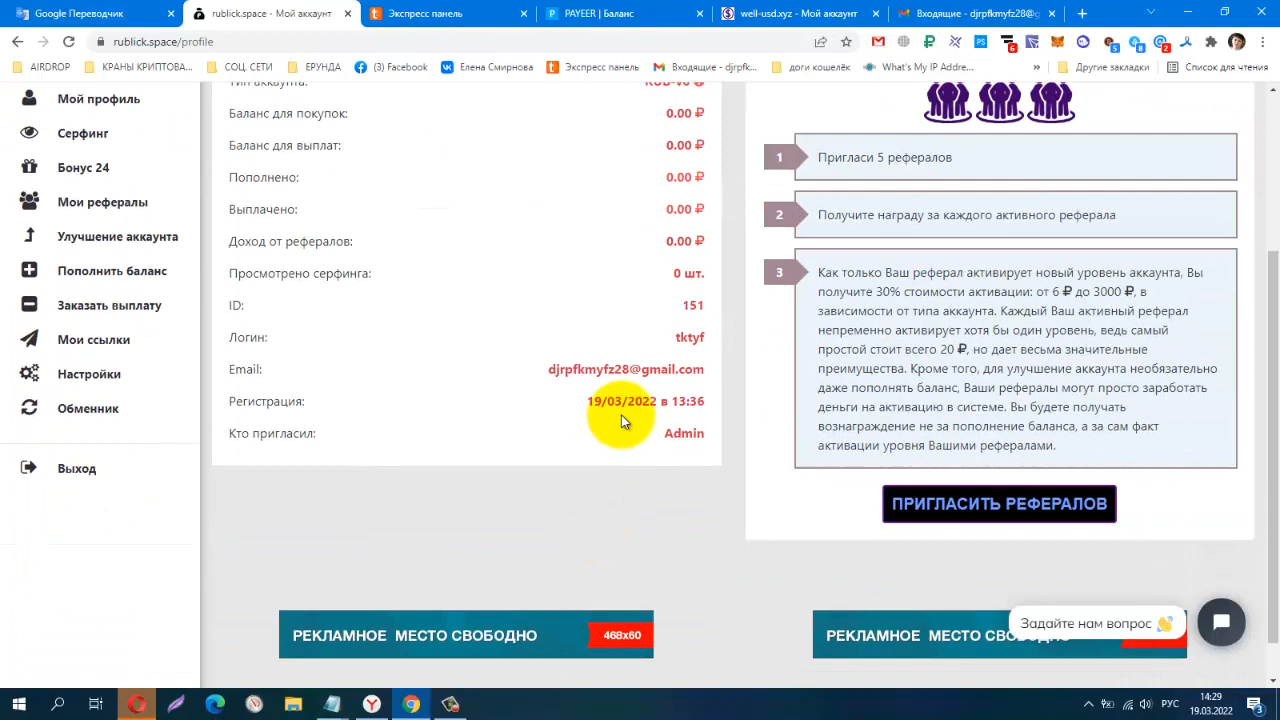 Google Переводчик
rublick.space - Мой аккаунт
Экспресс панель
PAYEER | Баланс
well-usd.xyz - Мой аккаунт
Входящие - djrpfkmyfz28@g
rublick.space/profile
AIRDROP
КРАНЫ КРИПТОВА...
СОЦ. СЕТИ
ЕРУНДА
(3) Facebook
Елена Смирнова
Экспресс панель
Входящие - djrpfk...
доги кошелёк
What's My IP Addre...
Другие закладки
Список для чтения
Мой профиль
Серфинг
Бонус 24
Мои рефералы
Улучшение аккаунта
Пополнить баланс
Заказать выплату
Мои ссылки
Настройки
Обменник
Выход
Тип аккаунта:
Баланс для покупок: 0.00 ₽
Баланс для выплат: 0.00 ₽
Пополнено: 0.00 ₽
Выплачено: 0.00 ₽
Доход от рефералов: 0.00 ₽
Просмотрено серфинга: 0 шт.
ID: 151
Логин: tktyf
Email: djrpfkmyfz28@gmail.com
Регистрация: 19/03/2022 в 13:36
Кто пригласил: Admin
1 Пригласи 5 рефералов
2 Получите награду за каждого активного реферала
3 Как только Ваш реферал активирует новый уровень аккаунта, Вы
получите 30% стоимости активации: от 6 ₽ до 3000 ₽, в
зависимости от типа аккаунта. Каждый Ваш активный реферал
непременно активирует хотя бы один уровень, ведь самый
простой стоит всего 20 ₽, но дает весьма значительные
преимущества. Кроме того, для улучшение аккаунта необязательно
даже пополнять баланс, Ваши рефералы могут просто заработать
деньги на активацию в системе. Вы будете получать
вознаграждение не за пополнение баланса, а за сам факт
активации уровня Вашими рефералами.
ПРИГЛАСИТЬ РЕФЕРАЛОВ
РЕКЛАМНОЕ МЕСТО СВОБОДНО 468x60
РЕКЛАМНОЕ МЕСТО СВОБОДНО
Задайте нам вопрос 👋
РУС
14:29
19.03.2022